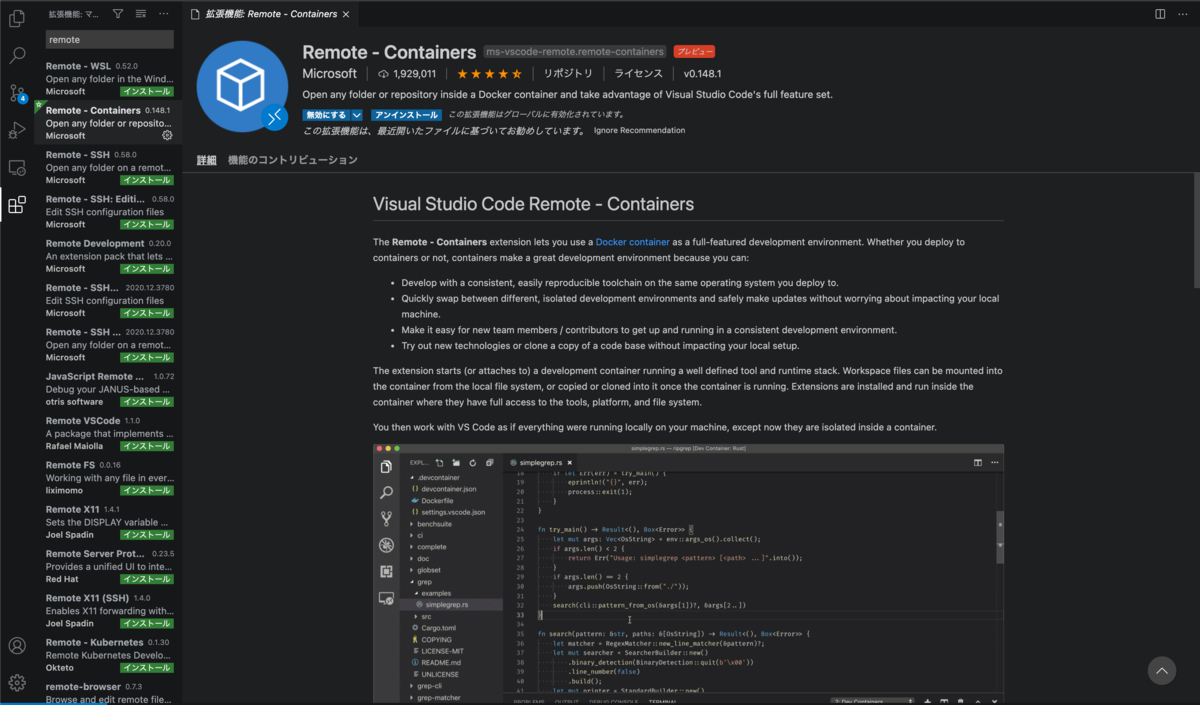 拡張機能: マ...
remote
Remote - WSL 0.52.0
Open any folder in the Wind...
Microsoft インストール
Remote - Containers 0.148.1
Open any folder or reposito...
Microsoft
Remote - SSH 0.58.0
Open any folder on a remot...
Microsoft インストール
Remote - SSH: Editi... 0.58.0
Edit SSH configuration files
Microsoft インストール
Remote Development 0.20.0
An extension pack that lets ...
Microsoft インストール
Remote - SSH... 2020.12.3780
Edit SSH configuration files
Microsoft インストール
Remote - SSH ... 2020.12.3780
Open any folder on a remot...
Microsoft インストール
JavaScript Remote ... 1.0.72
Debug your JANUS-based ...
otris software インストール
Remote VSCode 1.1.0
A package that implements ...
Rafael Maiolla インストール
Remote FS 0.0.16
Working with any file in ever...
liximomo インストール
Remote X11 1.4.1
Sets the DISPLAY variable ...
Joel Spadin インストール
Remote Server Prot... 0.23.5
Provides a unified UI to inte...
Red Hat インストール
Remote X11 (SSH) 1.4.0
Enables X11 forwarding with...
Joel Spadin インストール
Remote - Kubernetes 0.1.30
Remote Kubernetes Develo...
Okteto インストール
remote-browser 0.7.3
Browse and edit remote file...
4
拡張機能: Remote - Containers
Remote - Containers ms-vscode-remote.remote-containers プレビュー
Microsoft 1,929,011 リポジトリ ライセンス v0.148.1
Open any folder or repository inside a Docker container and take advantage of Visual Studio Code's full feature set.
無効にする アンインストール この拡張機能はグローバルに有効化されています。
この拡張機能は、最近開いたファイルに基づいてお勧めしています。 Ignore Recommendation
詳細 機能のコントリビューション
Visual Studio Code Remote - Containers
The Remote - Containers extension lets you use a Docker container as a full-featured development environment. Whether you deploy to
containers or not, containers make a great development environment because you can:
• Develop with a consistent, easily reproducible toolchain on the same operating system you deploy to.
• Quickly swap between different, isolated development environments and safely make updates without worrying about impacting your local
machine.
• Make it easy for new team members / contributors to get up and running in a consistent development environment.
• Try out new technologies or clone a copy of a code base without impacting your local setup.
The extension starts (or attaches to) a development container running a well defined tool and runtime stack. Workspace files can be mounted into
the container from the local file system, or copied or cloned into it once the container is running. Extensions are installed and run inside the
container where they have full access to the tools, platform, and file system.
You then work with VS Code as if everything were running locally on your machine, except now they are isolated inside a container.
simplegrep.rs — ripgrep [Dev Container: Rust]
EXPL...
.devcontainer
devcontainer.json
Dockerfile
settings.vscode.json
benchsuite
ci
complete
doc
globset
grep
examples
simplegrep.rs
src
Cargo.toml
COPYING
LICENSE-MIT
README.md
UNLICENSE
grep-cli
grep-matcher
simplegrep.rs
18 if let Err(err) = try_main() {
19 eprintln!("{}", err);
20 process::exit(1);
21 }
22 }
23
24 fn try_main() → Result<(), Box<Error>> {
25 let mut args: Vec<OsString> = env::args_os().collect();
26 if args.len() < 2 {
27 return Err("Usage: simplegrep <pattern> [<path> ...]".into());
28 }
29 if args.len() == 2 {
30 args.push(OsString::from("./"));
31 }
32 search(cli::pattern_from_os(&args[1])?, &args[2..])
33 }
34
35 fn search(pattern: &str, paths: &[OsString]) → Result<(), Box<Error>> {
36 let matcher = RegexMatcher::new_line_matcher(&pattern)?;
37 let mut searcher = SearcherBuilder::new()
38 .binary_detection(BinaryDetection::quit(b'\x00'))
39 .line_number(false)
40 .build();
41 let mut printer = StandardBuilder::new()
PROBLEMS OUTPUT DEBUG CONSOLE TERMINAL 2: Dev Containers